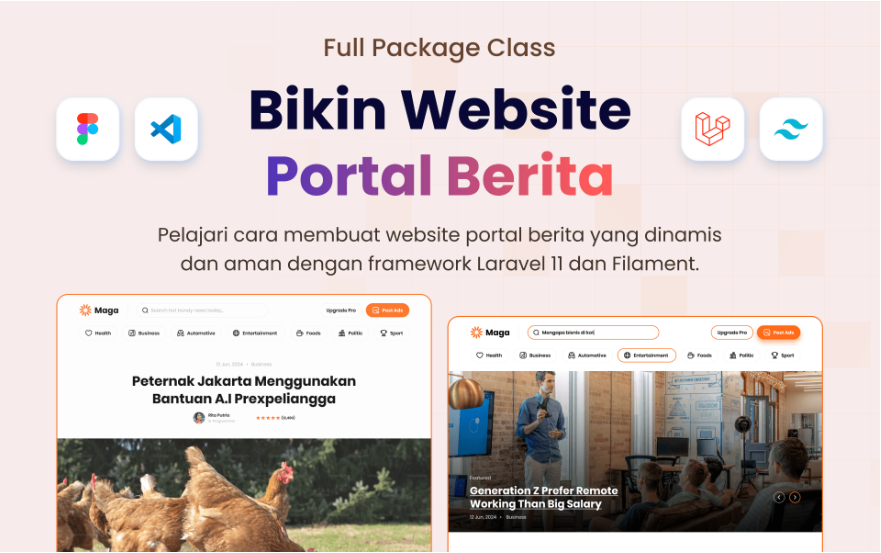 Full Package Class
Bikin Website
Portal Berita
Pelajari cara membuat website portal berita yang dinamis
dan aman dengan framework Laravel 11 dan Filament.
Maga
Search hot trendy news today...
Upgrade Pro
Post Ads
Health
Business
Automotive
Entertainment
Foods
Politic
Sport
12 Jun, 2024 • Business
Peternak Jakarta Menggunakan
Bantuan A.I Prexpeliangga
Rita Putria
Maga
Mengapa bisnis di kot
Upgrade Pro
Post Ads
Health
Business
Automotive
Entertainment
Foods
Politic
Sport
Featured
Generation Z Prefer Remote
Working Than Big Salary
12 Jun, 2024 • Business